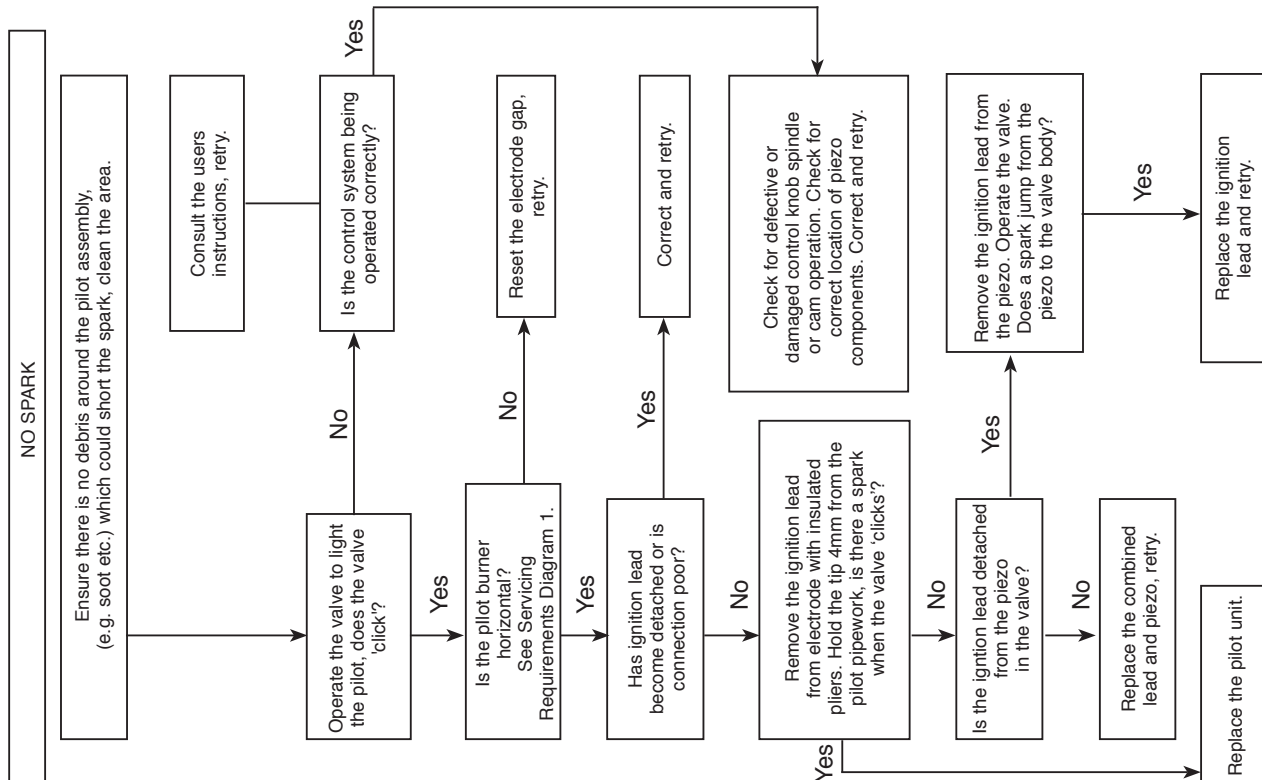 NO SPARK
Ensure there is no debris around the pilot assembly,
(e.g. soot etc.) which could short the spark, clean the area.
Operate the valve to light
the pilot, does the valve
'click'?
No
Is the control system being
operated correctly?
Consult the users
instructions, retry.
Yes
Check for defective or
damaged control knob spindle
or cam operation. Check for
correct location of piezo
components. Correct and retry.
Yes
Is the pilot burner
horizontal?
See Servicing
Requirements Diagram 1.
No
Reset the electrode gap,
retry.
Yes
Has ignition lead
become detached or is
connection poor?
Yes
Correct and retry.
No
Remove the ignition lead
from electrode with insulated
pliers. Hold the tip 4mm from the
pilot pipework, is there a spark
when the valve 'clicks'?
Yes
Replace the pilot unit.
No
Is the igntion lead detached
from the piezo
in the valve?
Yes
Remove the ignition lead from
the piezo. Operate the valve.
Does a spark jump from the
piezo to the valve body?
Yes
Replace the ignition
lead and retry.
No
Replace the combined
lead and piezo, retry.